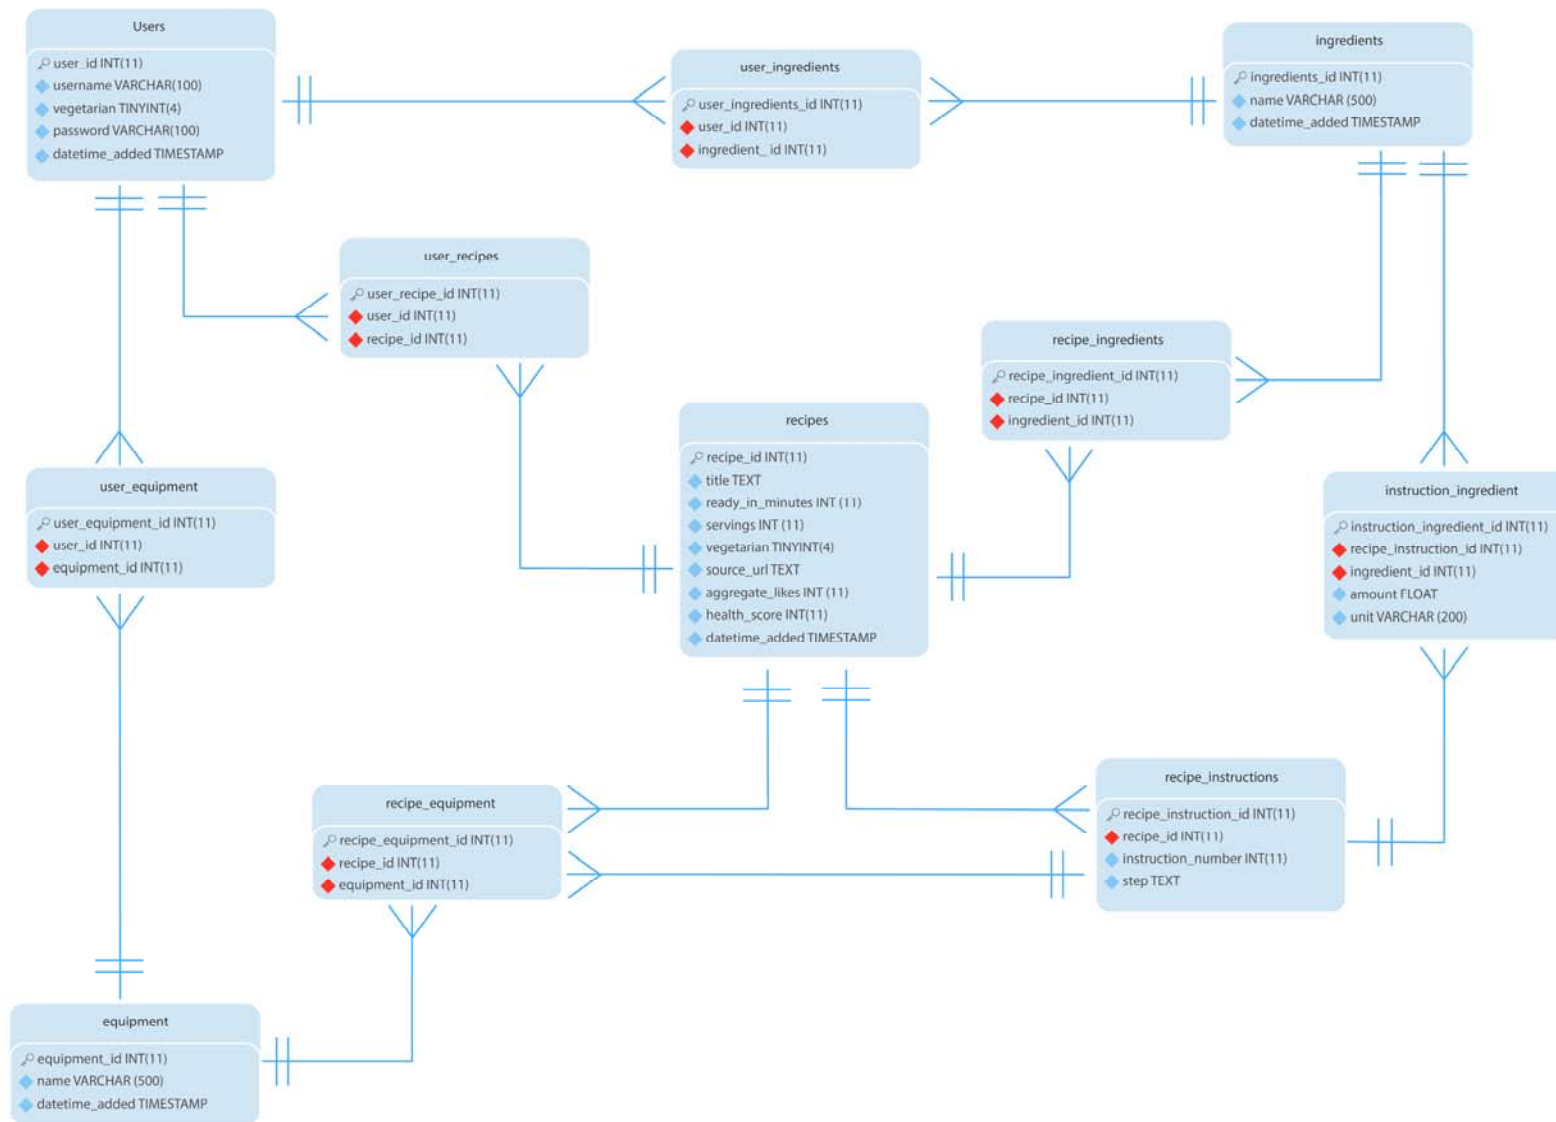 Users
user_id INT(11)
username VARCHAR(100)
vegetarian TINYINT(4)
password VARCHAR(100)
datetime_added TIMESTAMP
user_ingredients
user_ingredients_id INT(11)
user_id INT(11)
ingredient_ id INT(11)
ingredients
ingredients_id INT(11)
name VARCHAR (500)
datetime_added TIMESTAMP
user_recipes
user_recipe_id INT(11)
user_id INT(11)
recipe_id INT(11)
recipe_ingredients
recipe_ingredient_id INT(11)
recipe_id INT(11)
ingredient_id INT(11)
recipes
recipe_id INT(11)
title TEXT
ready_in_minutes INT (11)
servings INT (11)
vegetarian TINYINT(4)
source_url TEXT
aggregate_likes INT (11)
health_score INT(11)
datetime_added TIMESTAMP
user_equipment
user_equipment_id INT(11)
user_id INT(11)
equipment_id INT(11)
instruction_ingredient
instruction_ingredient_id INT(11)
recipe_instruction_id INT(11)
ingredient_id INT(11)
amount FLOAT
unit VARCHAR (200)
recipe_equipment
recipe_equipment_id INT(11)
recipe_id INT(11)
equipment_id INT(11)
recipe_instructions
recipe_instruction_id INT(11)
recipe_id INT(11)
instruction_number INT(11)
step TEXT
equipment
equipment_id INT(11)
name VARCHAR (500)
datetime_added TIMESTAMP